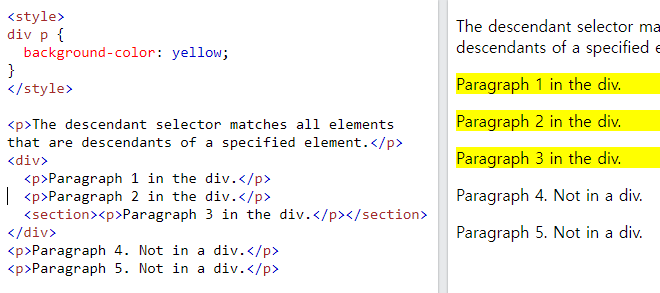 <style>
div p {
  background-color: yellow;
}
</style>
<p>The descendant selector matches all elements
that are descendants of a specified element.</p>
<div>
  <p>Paragraph 1 in the div.</p>
  <p>Paragraph 2 in the div.</p>
  <section><p>Paragraph 3 in the div.</p></section>
</div>
<p>Paragraph 4. Not in a div.</p>
<p>Paragraph 5. Not in a div.</p>
The descendant selector ma
descendants of a specified e
Paragraph 1 in the div.
Paragraph 2 in the div.
Paragraph 3 in the div.
Paragraph 4. Not in a div.
Paragraph 5. Not in a div.